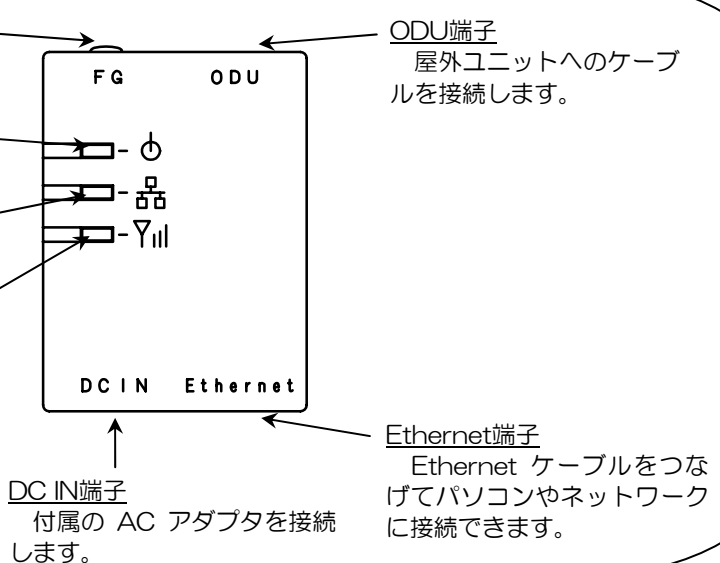 ODU端子
屋外ユニットへのケーブ
ルを接続します。
FG ODU
DC IN Ethernet
Ethernet端子
Ethernet ケーブルをつな
げてパソコンやネットワーク
に接続できます。
DC IN端子
付属の AC アダプタを接続
します。